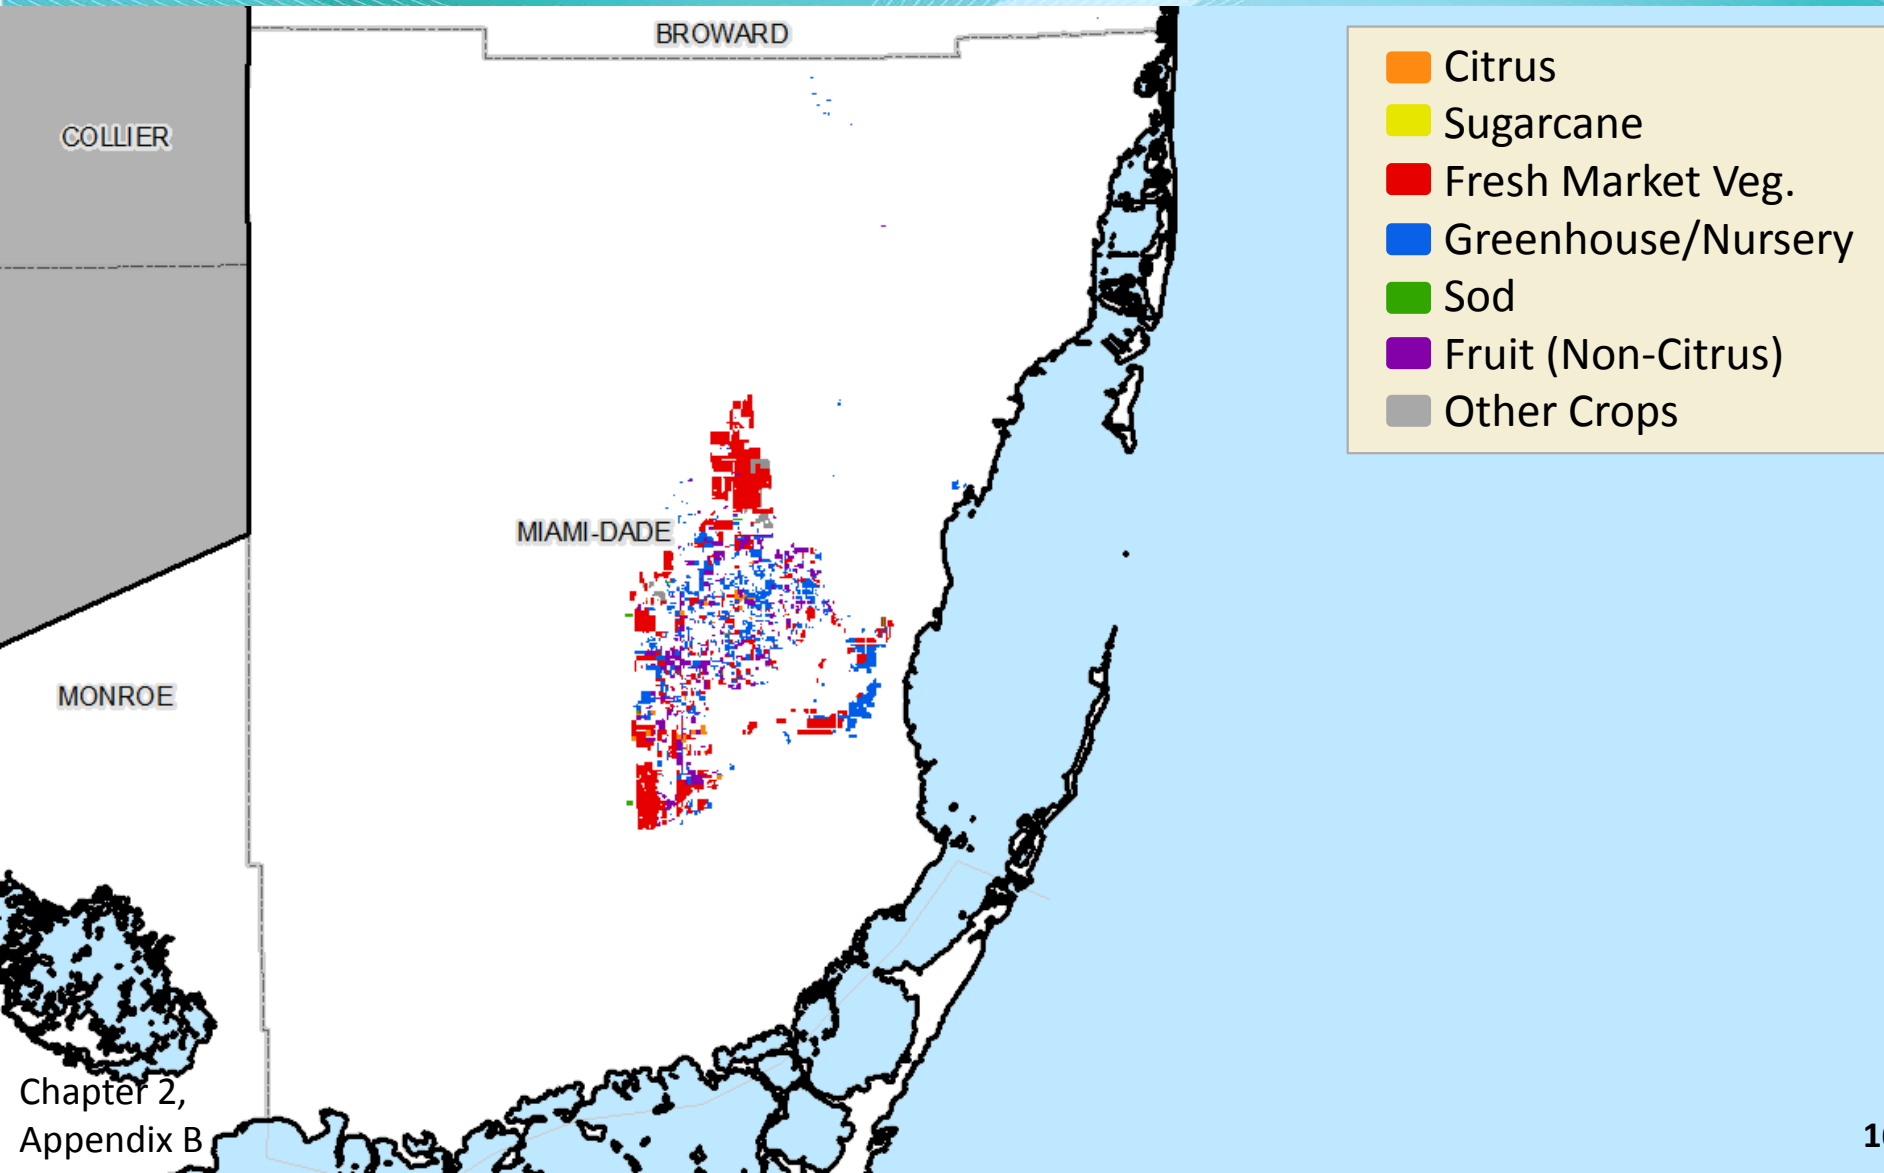 BROWARD
COLLIER
MIAMI-DADE
MONROE
Citrus
Sugarcane
Fresh Market Veg.
Greenhouse/Nursery
Sod
Fruit (Non-Citrus)
Other Crops
Chapter 2,
Appendix B